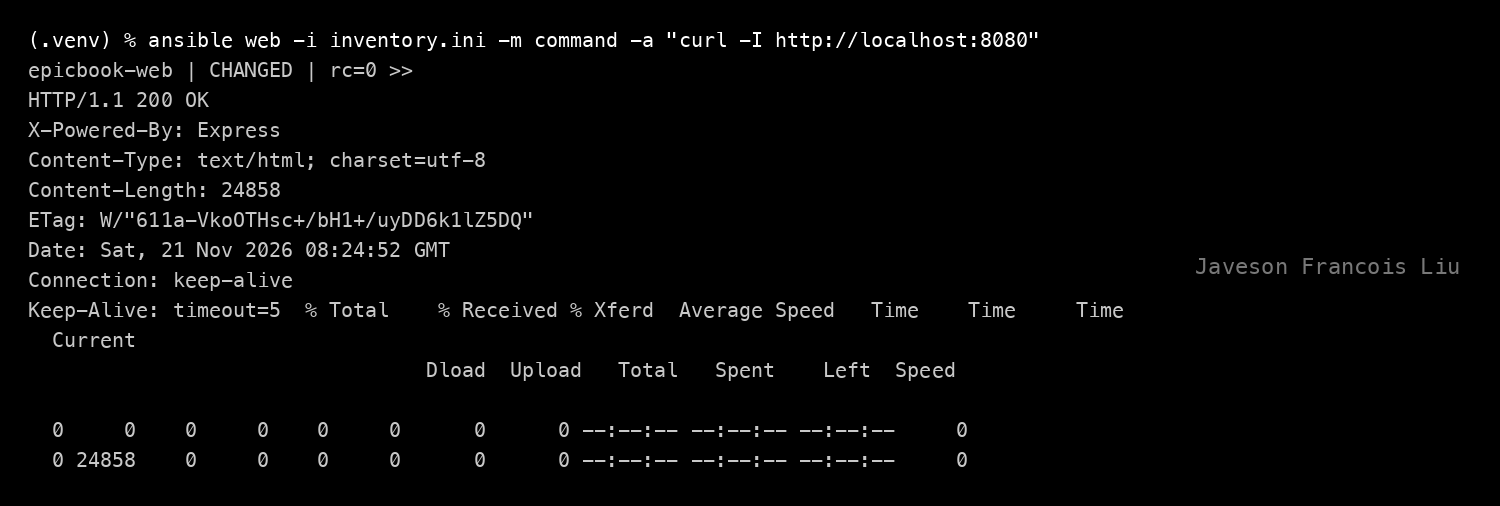 (.venv) % ansible web -i inventory.ini -m command -a "curl -I http://localhost:8080"
epicbook-web | CHANGED | rc=0 >>
HTTP/1.1 200 OK
X-Powered-By: Express
Content-Type: text/html; charset=utf-8
Content-Length: 24858
ETag: W/"611a-VkoOTHsc+/bH1+/uyDD6k1lZ5DQ"
Date: Sat, 21 Nov 2026 08:24:52 GMT
Javeson Francois Liu
Connection: keep-alive
Keep-Alive: timeout=5  % Total    % Received % Xferd  Average Speed   Time    Time     Time
  Current
                                 Dload  Upload   Total   Spent    Left  Speed
  0     0    0     0    0     0      0      0 --:--:-- --:--:-- --:--:--     0
  0 24858    0     0    0     0      0      0 --:--:-- --:--:-- --:--:--     0